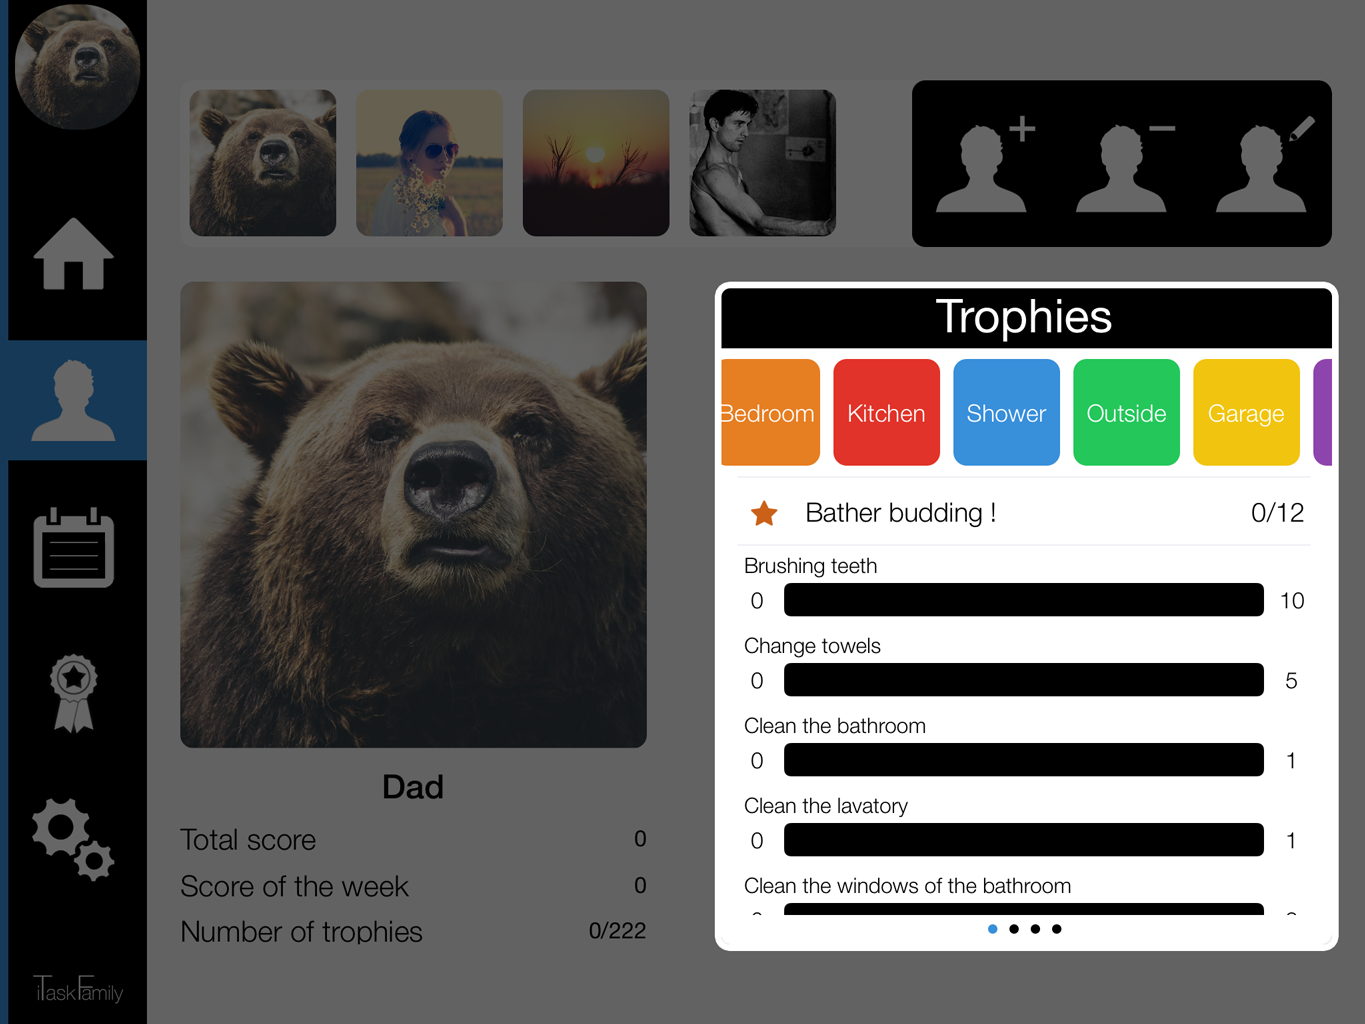 Trophies
Bedroom Kitchen Shower Outside Garage
Bather budding ! 0/12
Brushing teeth
0 10
Change towels
0 5
Clean the bathroom
0 1
Clean the lavatory
0 1
Clean the windows of the bathroom
Dad
Total score 0
Score of the week 0
Number of trophies 0/222
iTaskFamily